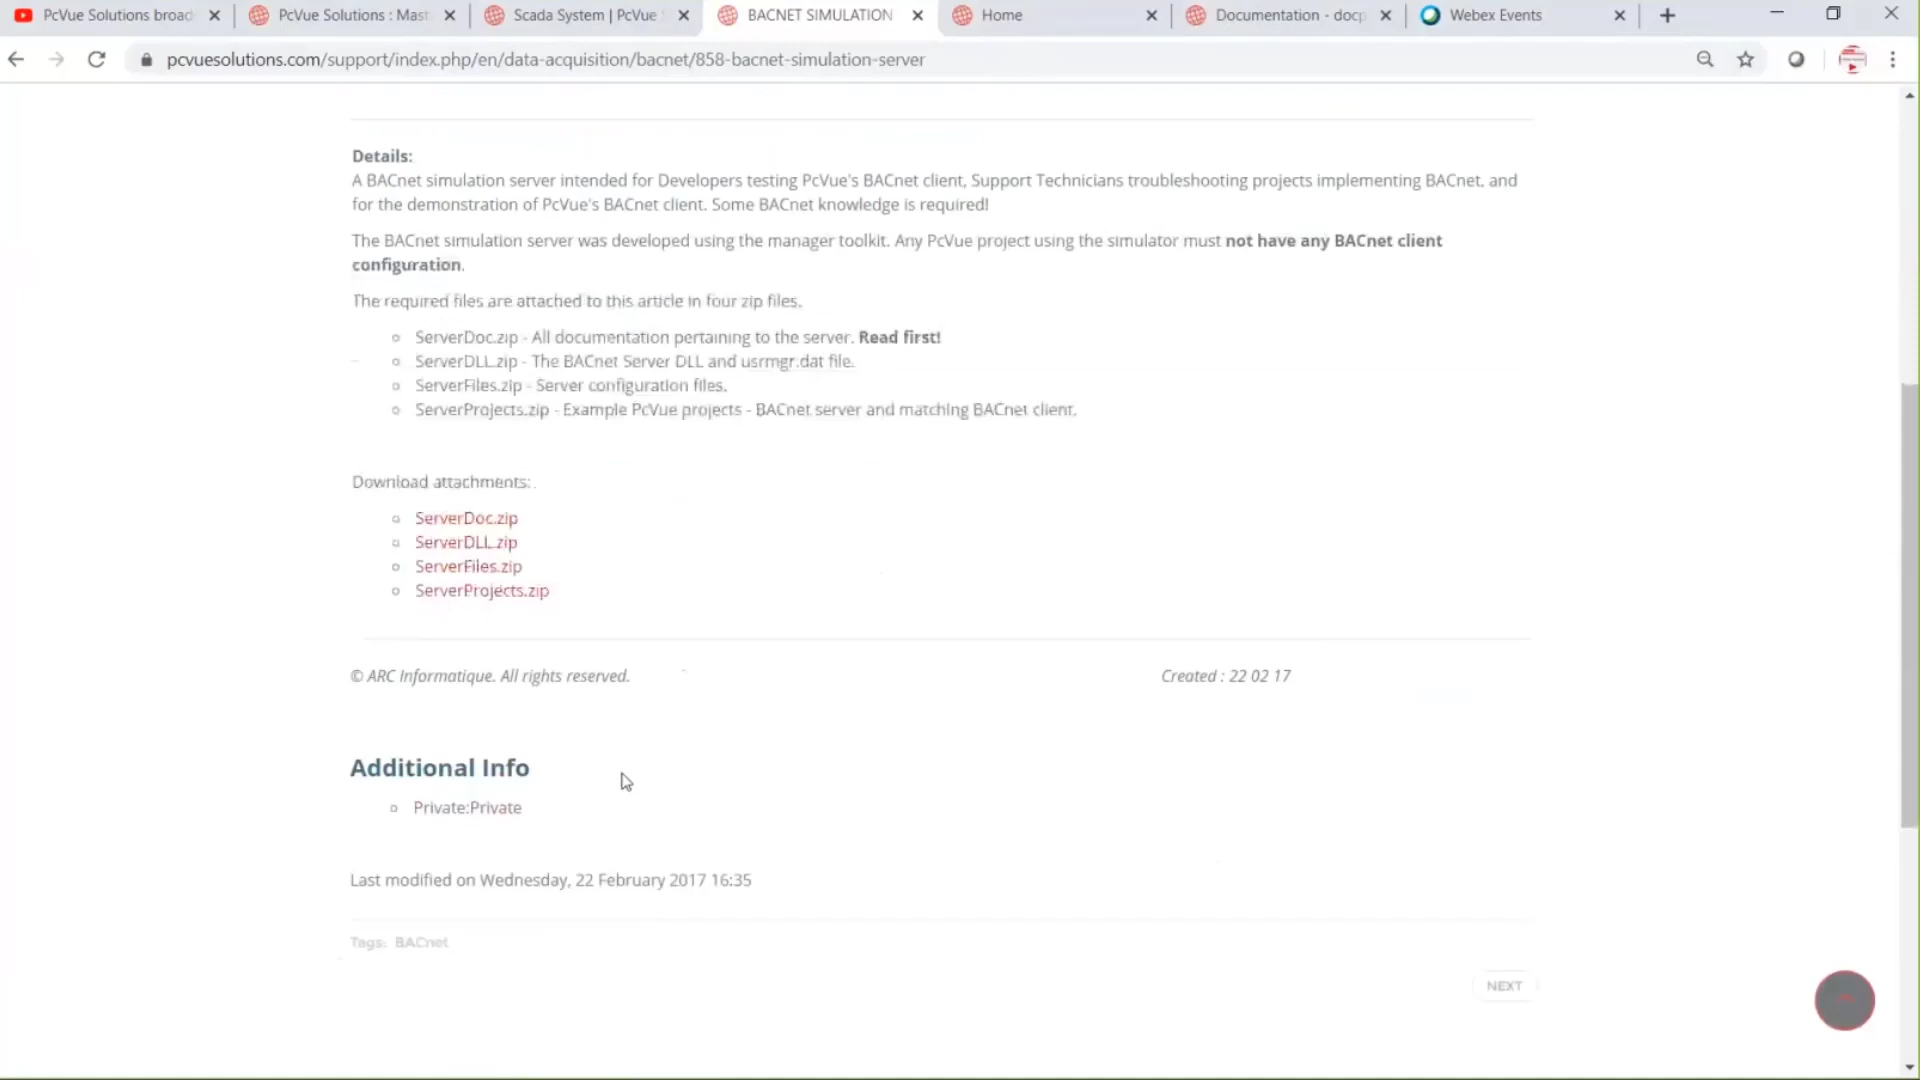 PcVue Solutions broad
PcVue Solutions : Mast
Scada System | PcVue S
BACNET SIMULATION
Home
Documentation - docp
Webex Events
pcvuesolutions.com/support/index.php/en/data-acquisition/bacnet/858-bacnet-simulation-server
Details:
A BACnet simulation server intended for Developers testing PcVue's BACnet client, Support Technicians troubleshooting projects implementing BACnet, and
for the demonstration of PcVue's BACnet client. Some BACnet knowledge is required!
The BACnet simulation server was developed using the manager toolkit. Any PcVue project using the simulator must not have any BACnet client
configuration.
The required files are attached to this article in four zip files.
ServerDoc.zip - All documentation pertaining to the server. Read first!
ServerDLL.zip - The BACnet Server DLL and usrmgr.dat file.
ServerFiles.zip - Server configuration files.
ServerProjects.zip - Example PcVue projects - BACnet server and matching BACnet client.
Download attachments:
ServerDoc.zip
ServerDLL.zip
ServerFiles.zip
ServerProjects.zip
© ARC Informatique. All rights reserved.
Created : 22 02 17
Additional Info
Private:Private
Last modified on Wednesday, 22 February 2017 16:35
Tags: BACnet
NEXT